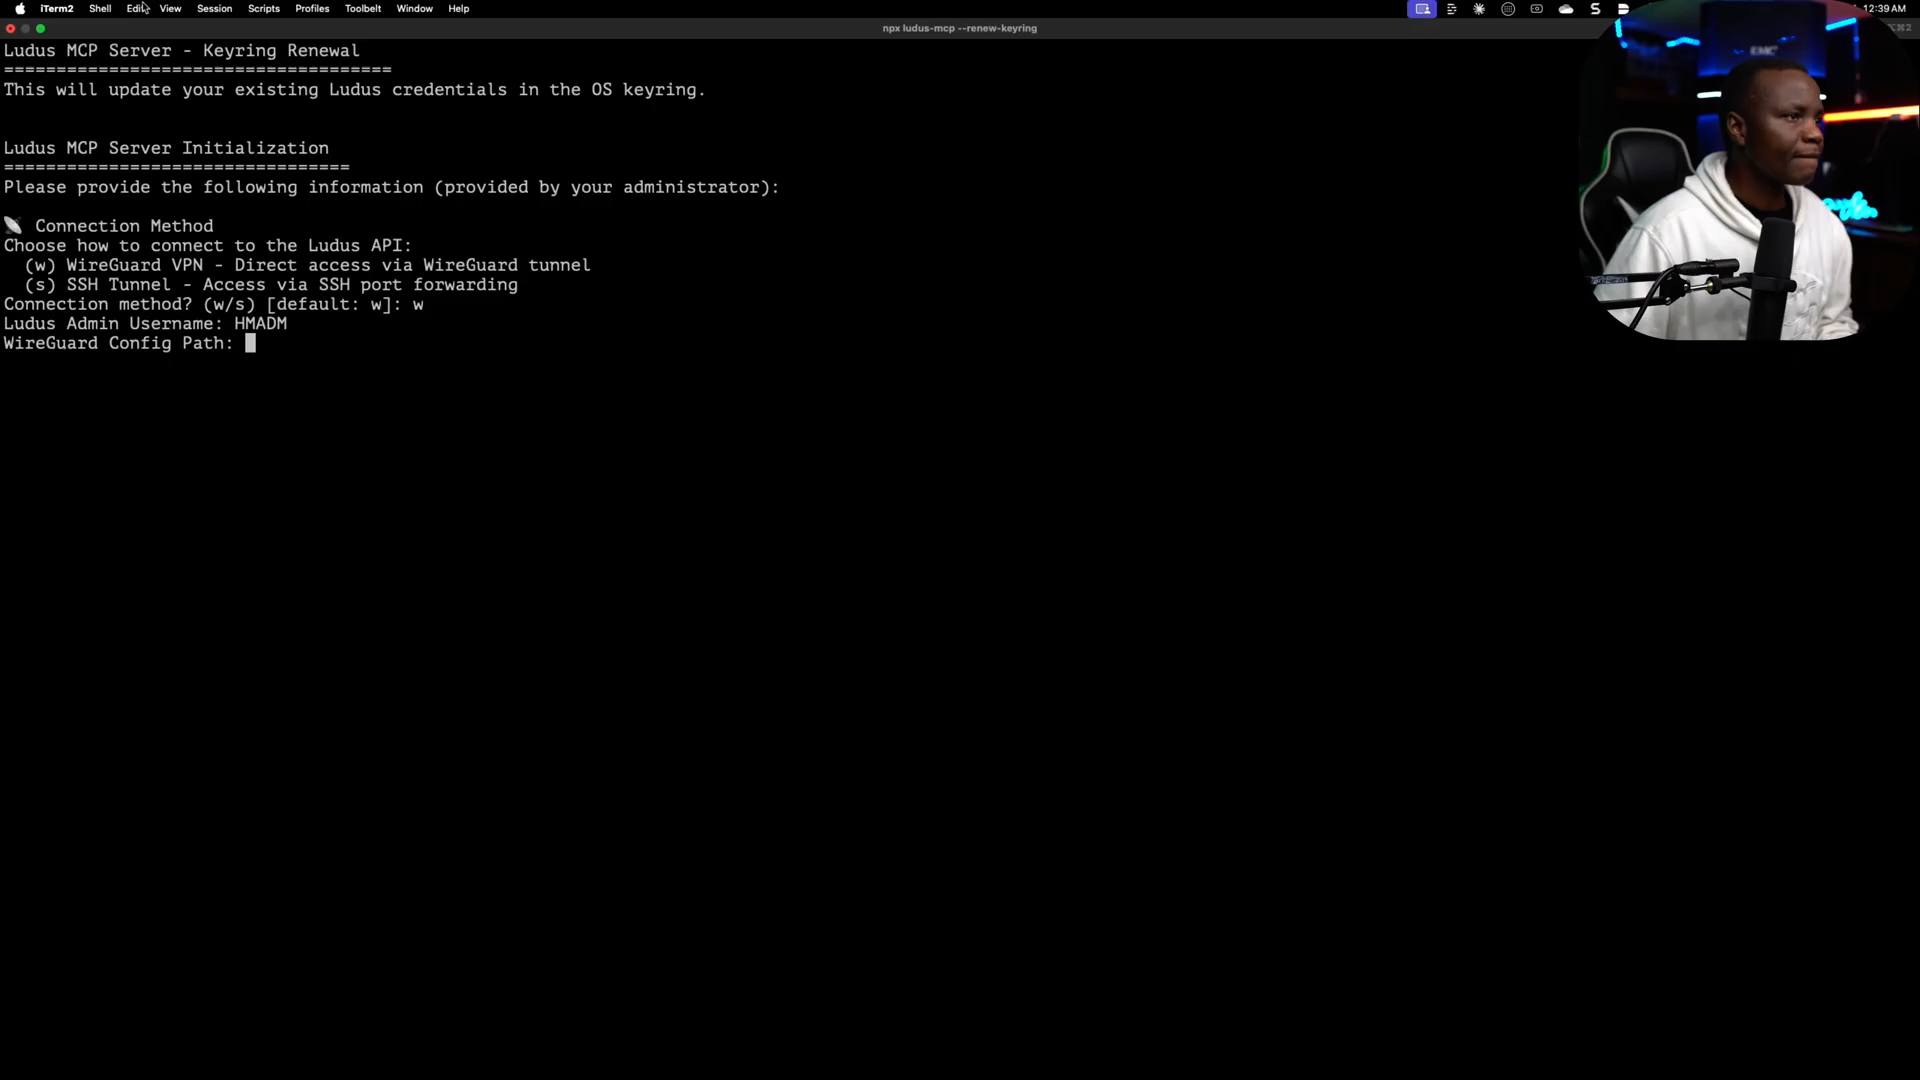 iTerm2 Shell Edit View Session Scripts Profiles Toolbelt Window Help 12:39 AM
npx ludus-mcp --renew-keyring
Ludus MCP Server - Keyring Renewal
=====================================
This will update your existing Ludus credentials in the OS keyring.
Ludus MCP Server Initialization
=================================
Please provide the following information (provided by your administrator):
Connection Method
Choose how to connect to the Ludus API:
(w) WireGuard VPN - Direct access via WireGuard tunnel
(s) SSH Tunnel - Access via SSH port forwarding
Connection method? (w/s) [default: w]: w
Ludus Admin Username: HMADM
WireGuard Config Path: